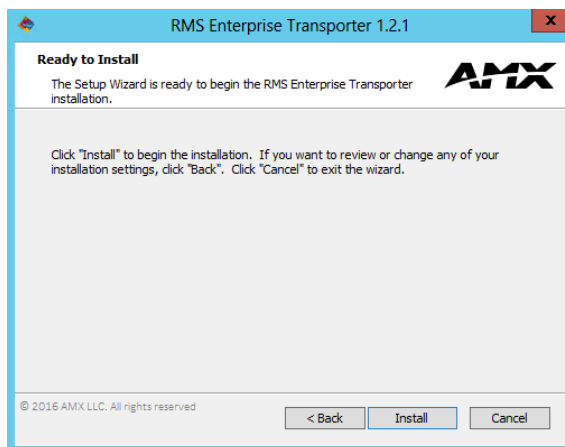 RMS Enterprise Transporter 1.2.1
x
Ready to Install
The Setup Wizard is ready to begin the RMS Enterprise Transporter
installation.
AMX
Click "Install" to begin the installation. If you want to review or change any of your
installation settings, click "Back". Click "Cancel" to exit the wizard.
© 2016 AMX LLC. All rights reserved
< Back
Install
Cancel